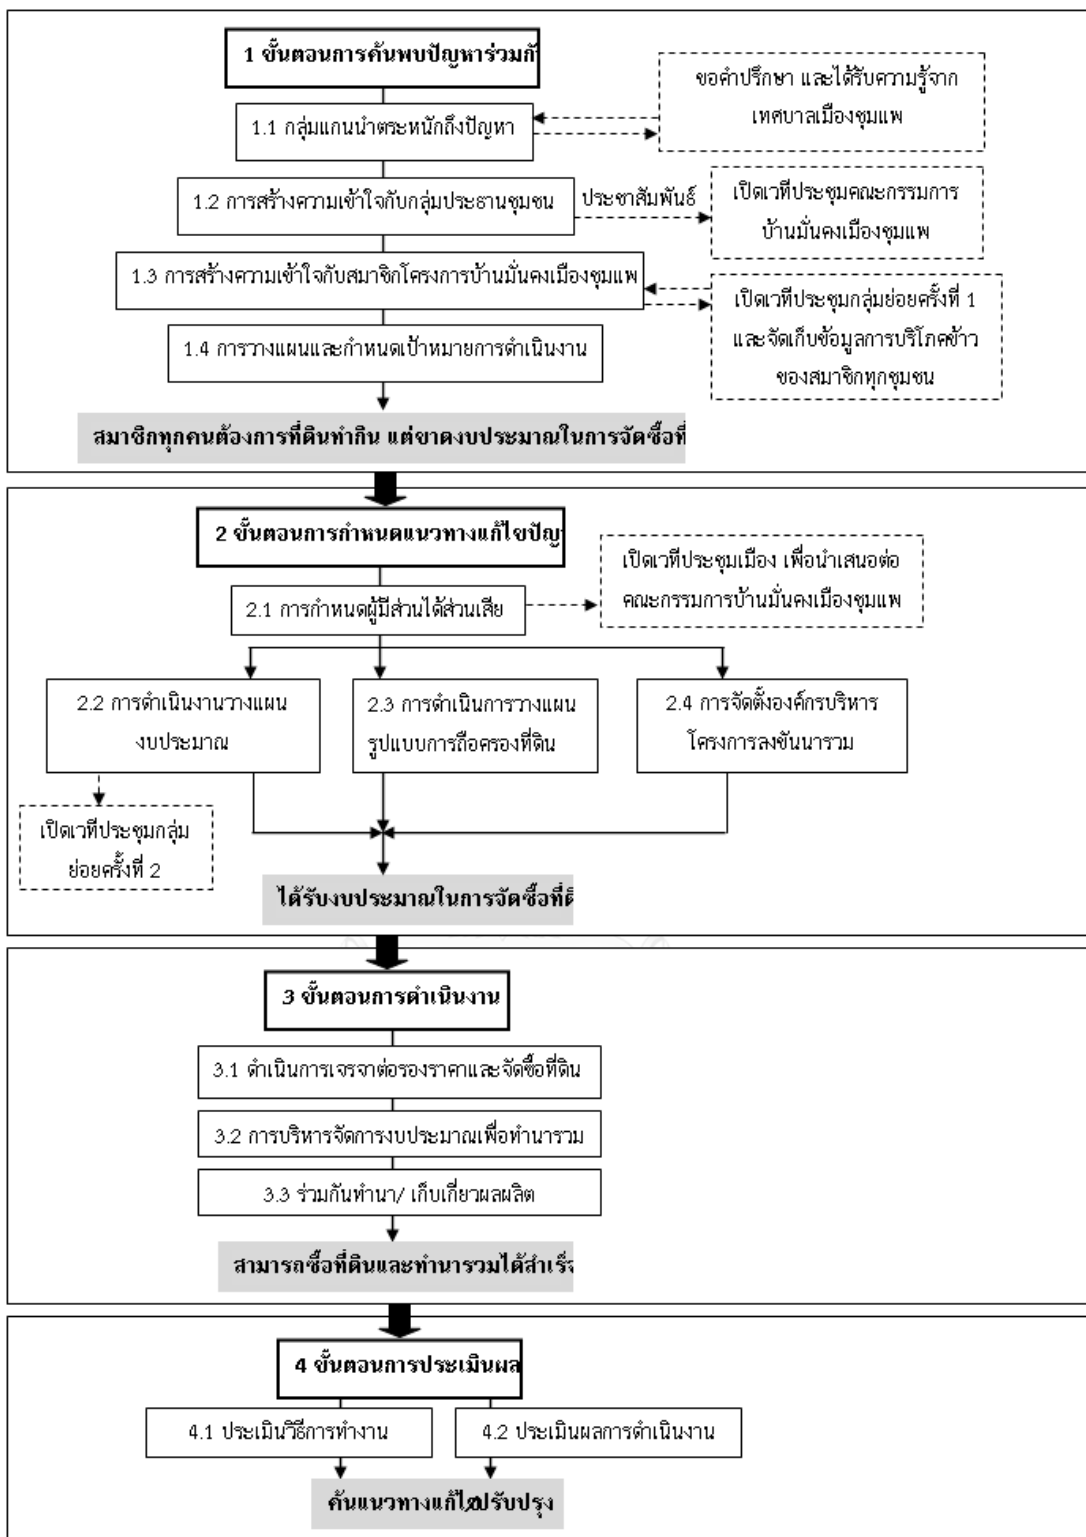 1 ขั้นตอนการค้นพบปัญหาร่วมกั
ขอคำปรึกษา และได้รับความรู้จาก
เทศบาลเมืองชุมแพ
1.1 กลุ่มแกนนำตระหนักถึงปัญหา
1.2 การสร้างความเข้าใจกับกลุ่มประธานชุมชน
ประชาสัมพันธ์
เปิดเวทีประชุมคณะกรรมการ
บ้านมั่นคงเมืองชุมแพ
1.3 การสร้างความเข้าใจกับสมาชิกโครงการบ้านมั่นคงเมืองชุมแพ
เปิดเวทีประชุมกลุ่มย่อยครั้งที่ 1
และจัดเก็บข้อมูลการบริโภคข้าว
ของสมาชิกทุกชุมชน
1.4 การวางแผนและกำหนดเป้าหมายการดำเนินงาน
สมาชิกทุกคนต้องการที่ดินทำกิน แต่ขาดงบประมาณในการจัดซื้อที่
2 ขั้นตอนการกำหนดแนวทางแก้ไขปัญ
เปิดเวทีประชุมเมือง เพื่อนำเสนอต่อ
คณะกรรมการบ้านมั่นคงเมืองชุมแพ
2.1 การกำหนดผู้มีส่วนได้ส่วนเสีย
2.2 การดำเนินงานวางแผน
งบประมาณ
2.3 การดำเนินการวางแผน
รูปแบบการถือครองที่ดิน
2.4 การจัดตั้งองค์กรบริหาร
โครงการลงขันนารวม
เปิดเวทีประชุมกลุ่ม
ย่อยครั้งที่ 2
ได้รับงบประมาณในการจัดซื้อที่ดิ
3 ขั้นตอนการดำเนินงาน
3.1 ดำเนินการเจรจาต่อรองราคาและจัดซื้อที่ดิน
3.2 การบริหารจัดการงบประมาณเพื่อทำนารวม
3.3 ร่วมกันทำนา/ เก็บเกี่ยวผลผลิต
สามารถซื้อที่ดินและทำนารวมได้สำเร็จ
4 ขั้นตอนการประเมินผล
4.1 ประเมินวิธีการทำงาน
4.2 ประเมินผลการดำเนินงาน
ค้นแนวทางแก้ไข/ปรับปรุง